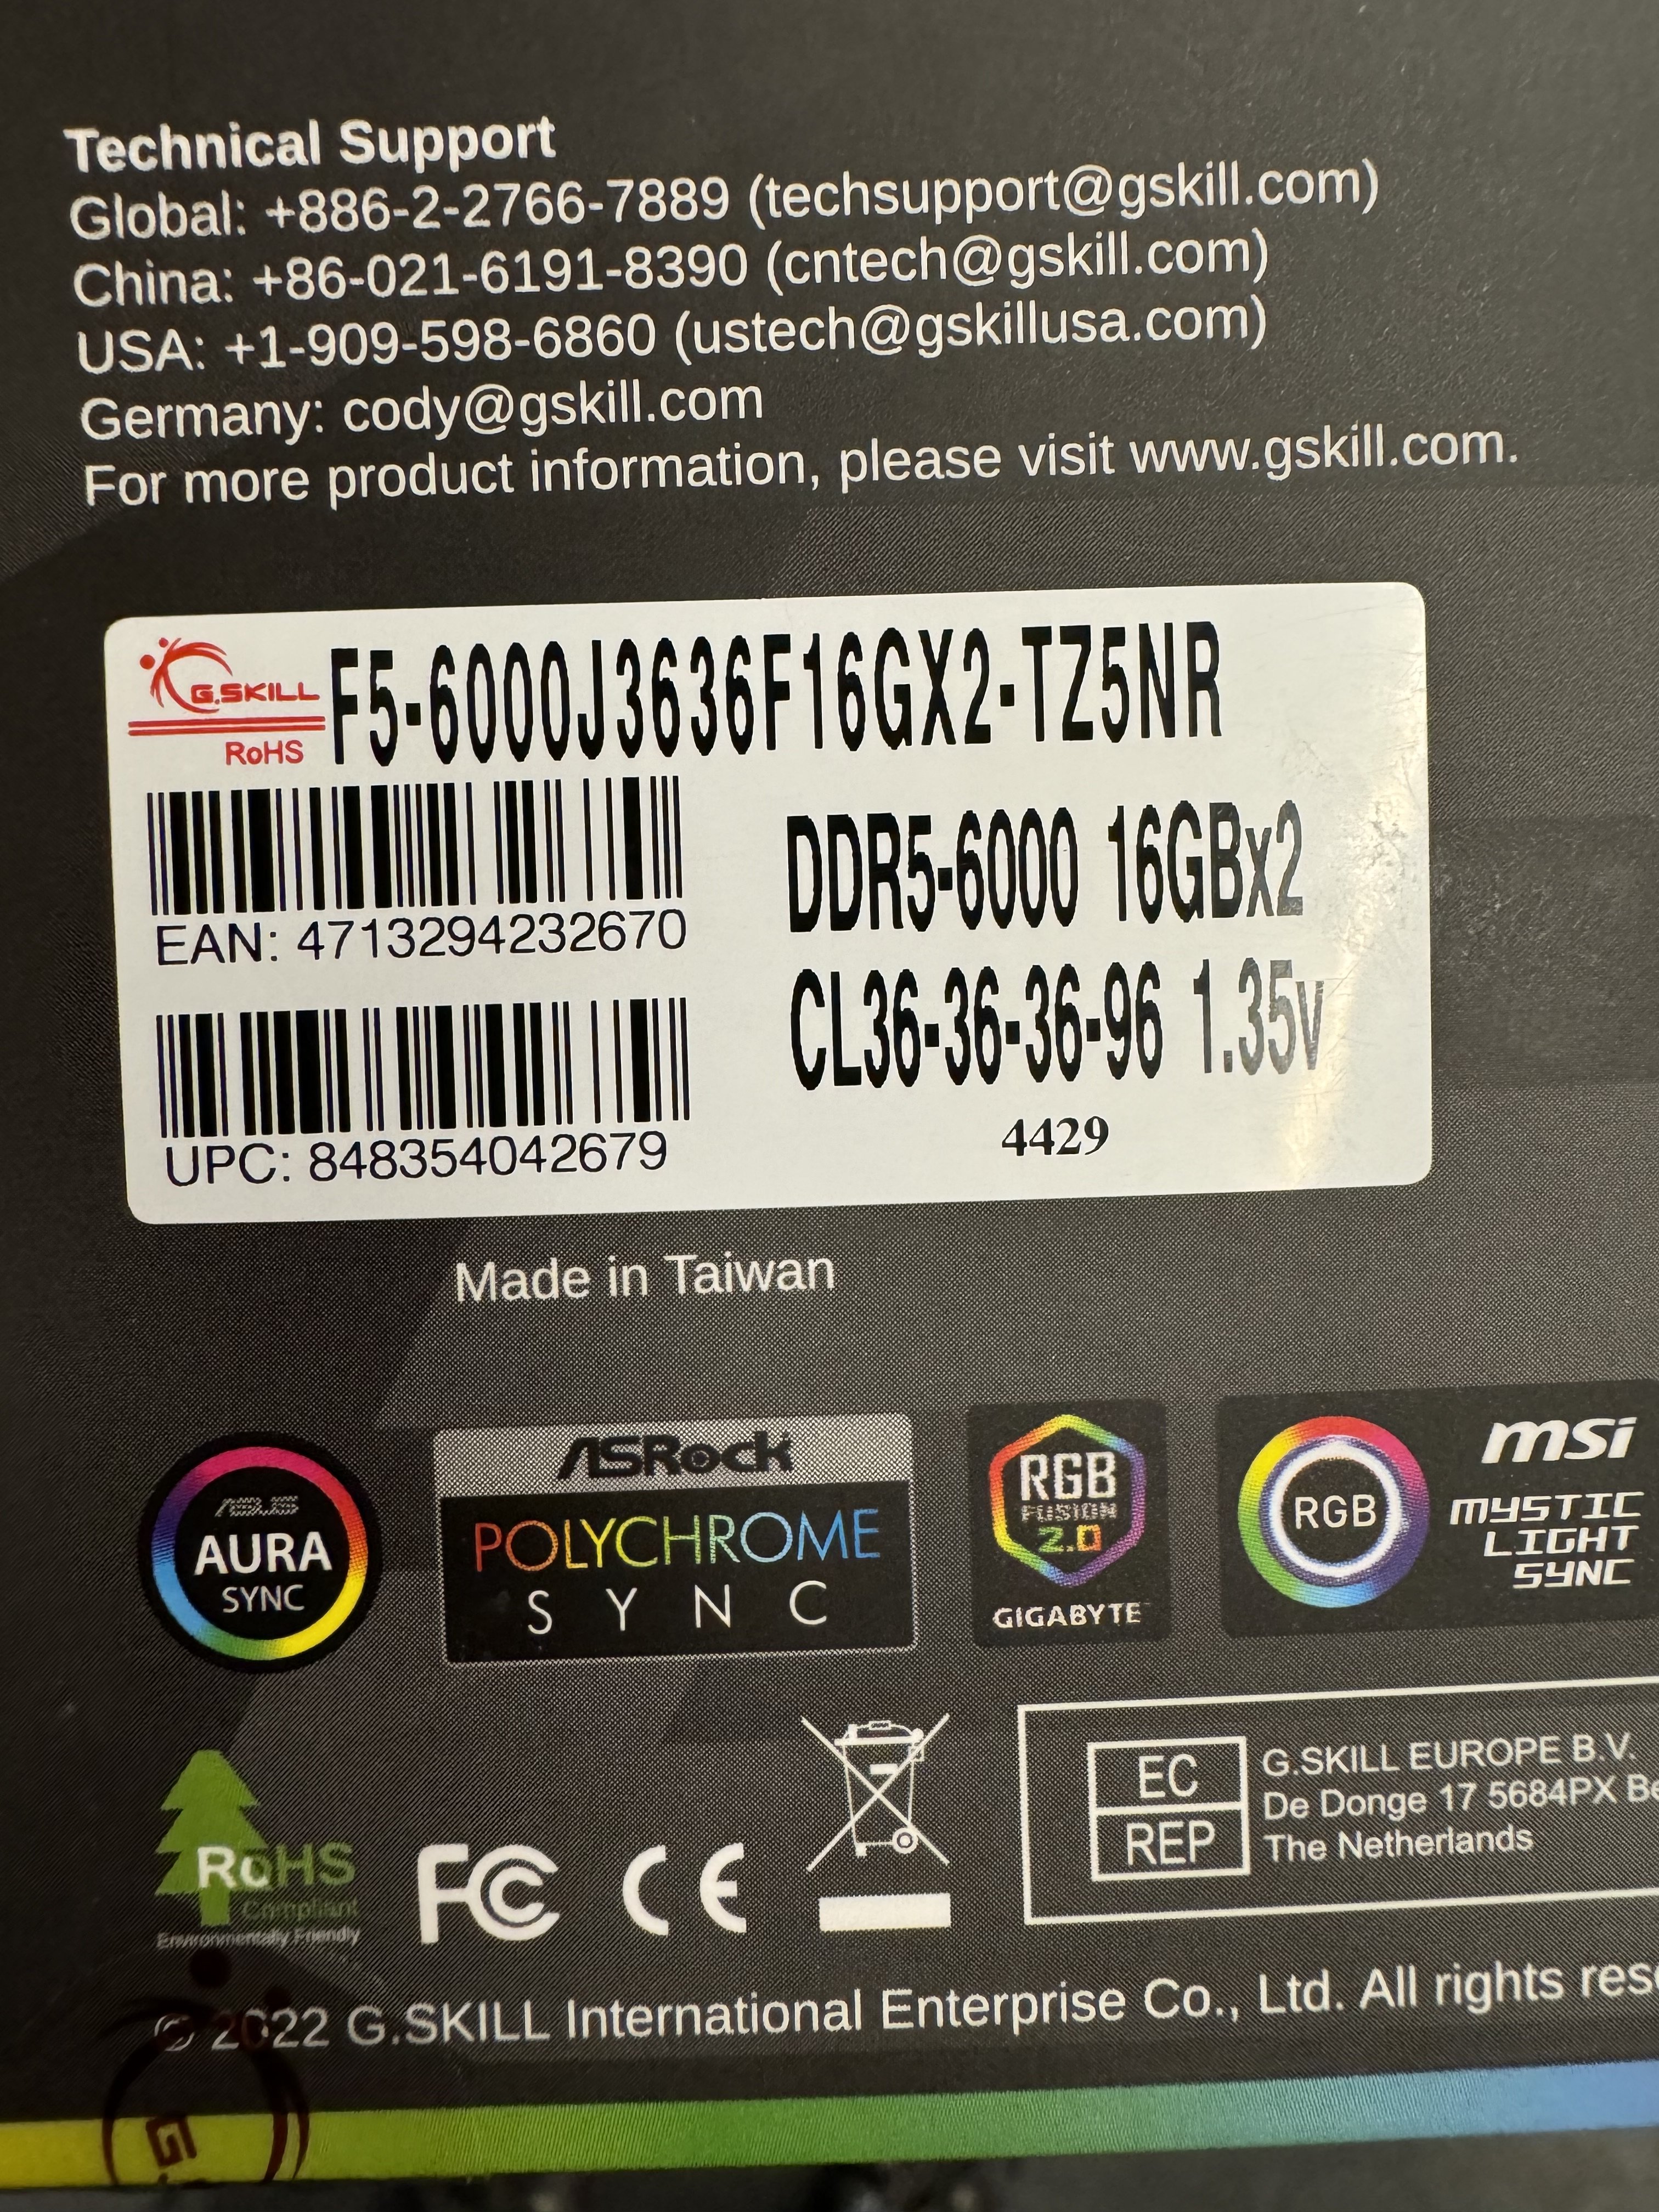 Technical Support
Global: +886-2-2766-7889 (techsupport@gskill.com)
China: +86-021-6191-8390 (cntech@gskill.com)
USA: +1-909-598-6860 (ustech@gskillusa.com)
Germany: cody@gskill.com
For more product information, please visit www.gskill.com.
G.SKILL
RoHS
F5-6000J3636F16GX2-TZ5NR
EAN: 4713294232670
DDR5-6000 16GBx2
CL36-36-36-96 1.35v
UPC: 848354042679
4429
Made in Taiwan
ASUS
AURA
SYNC
ASRock
POLYCHROME
SYNC
RGB
FUSION
2.0
GIGABYTE
RGB
msi
MYSTIC
LIGHT
SYNC
RoHS
Compliant
Environmentally Friendly
FC
CE
EC
REP
G.SKILL EUROPE B.V.
De Donge 17 5684PX Be
The Netherlands
© 2022 G.SKILL International Enterprise Co., Ltd. All rights res